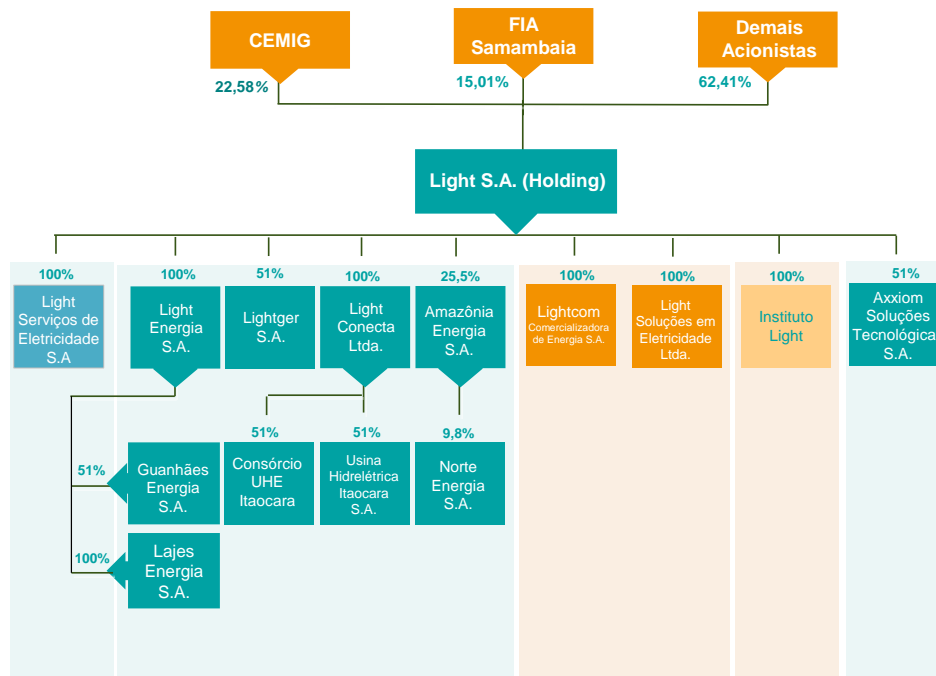 CEMIG
FIA
Samambaia
Demais
Acionistas
22,58%
15,01%
62,41%
Light S.A. (Holding)
100%
100%
51%
100%
25,5%
100%
100%
100%
51%
Light
Serviços de
Eletricidade
S.A
Light
Energia
S.A.
Lightger
S.A.
Light
Conecta
Ltda.
Amazônia
Energia
S.A.
Lightcom
Comercializadora
de Energia S.A.
Light
Soluções em
Eletricidade
Ltda.
Instituto
Light
Axxiom
Soluções
Tecnológicas
S.A.
51%
51%
9,8%
51%
Guanhães
Energia
S.A.
Consórcio
UHE
Itaocara
Usina
Hidrelétrica
Itaocara
S.A.
Norte
Energia
S.A.
100%
Lajes
Energia
S.A.